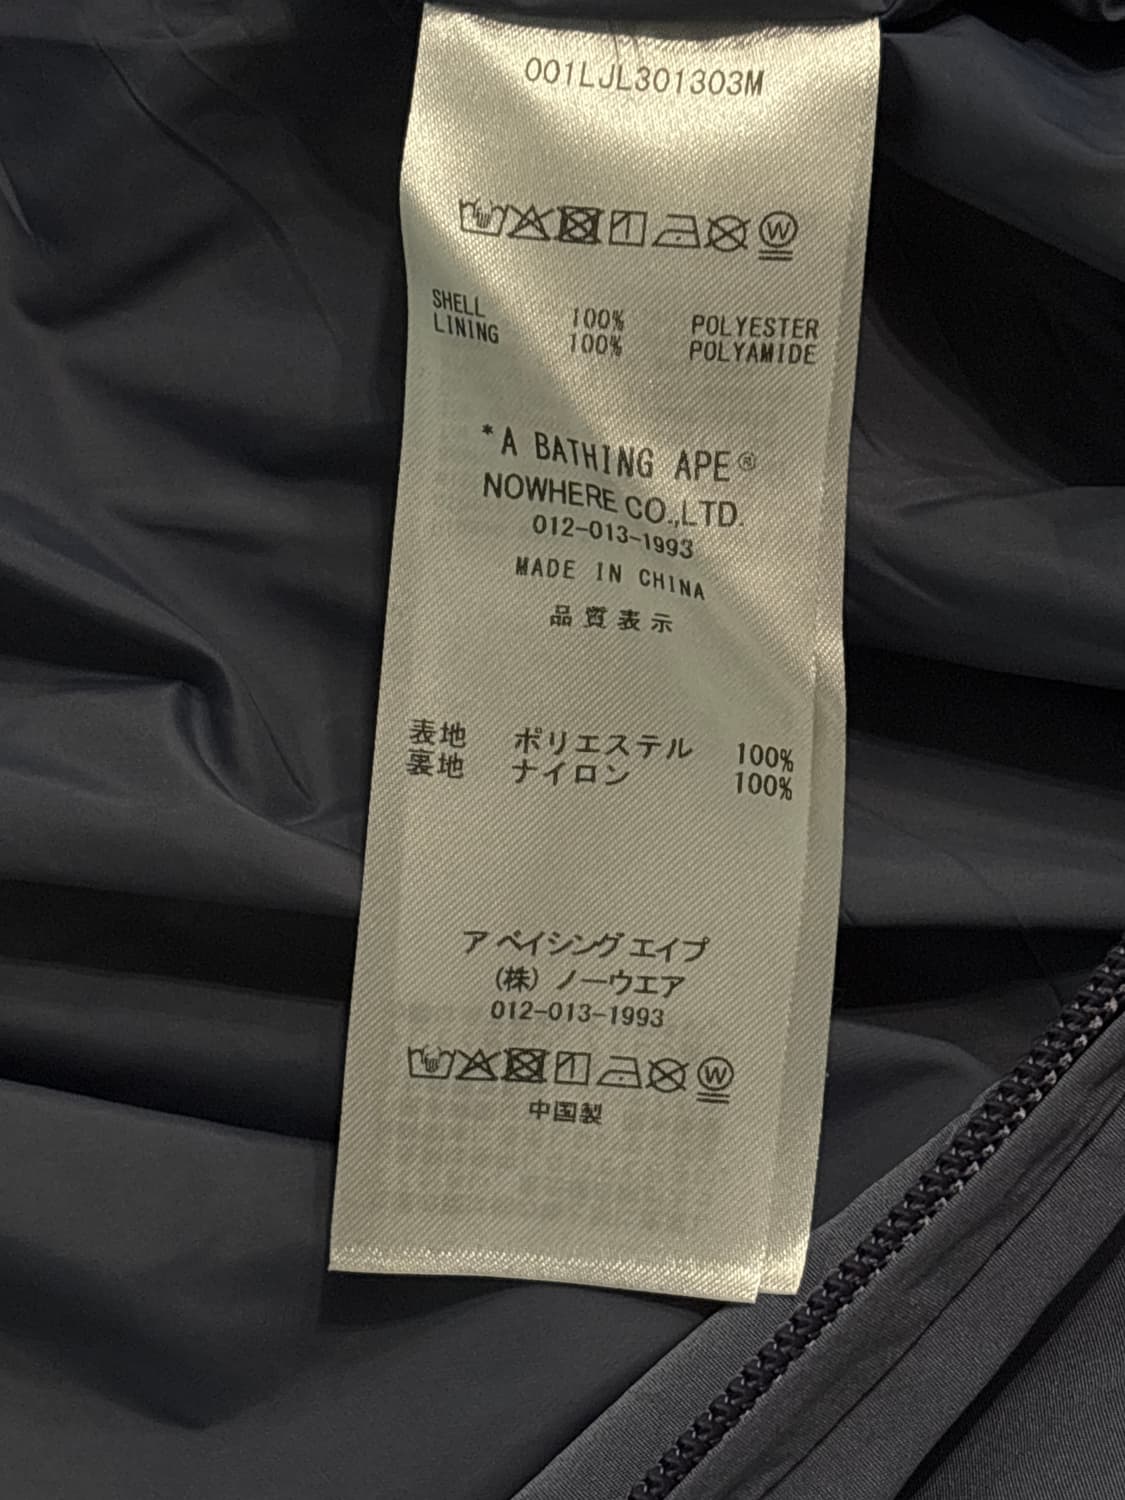 001LJL301303M
SHELL 100% POLYESTER
LINING 100% POLYAMIDE
*A BATHING APE®
NOWHERE CO.,LTD.
012-013-1993
MADE IN CHINA
品質表示
表地 ポリエステル 100%
裏地 ナイロン 100%
ア ベイシング エイプ
(株) ノーウエア
012-013-1993
中国製